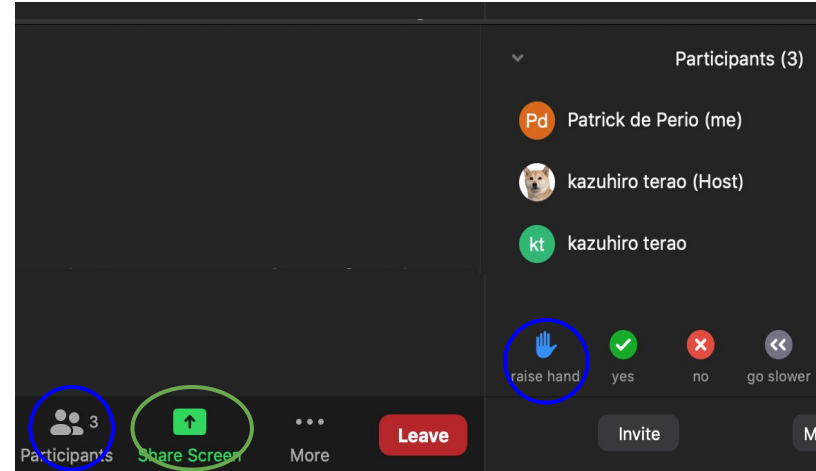 Participants (3)
Pd Patrick de Perio (me)
kazuhiro terao (Host)
kt kazuhiro terao
raise hand yes no go slower
3
Participants Share Screen More Leave
Invite M